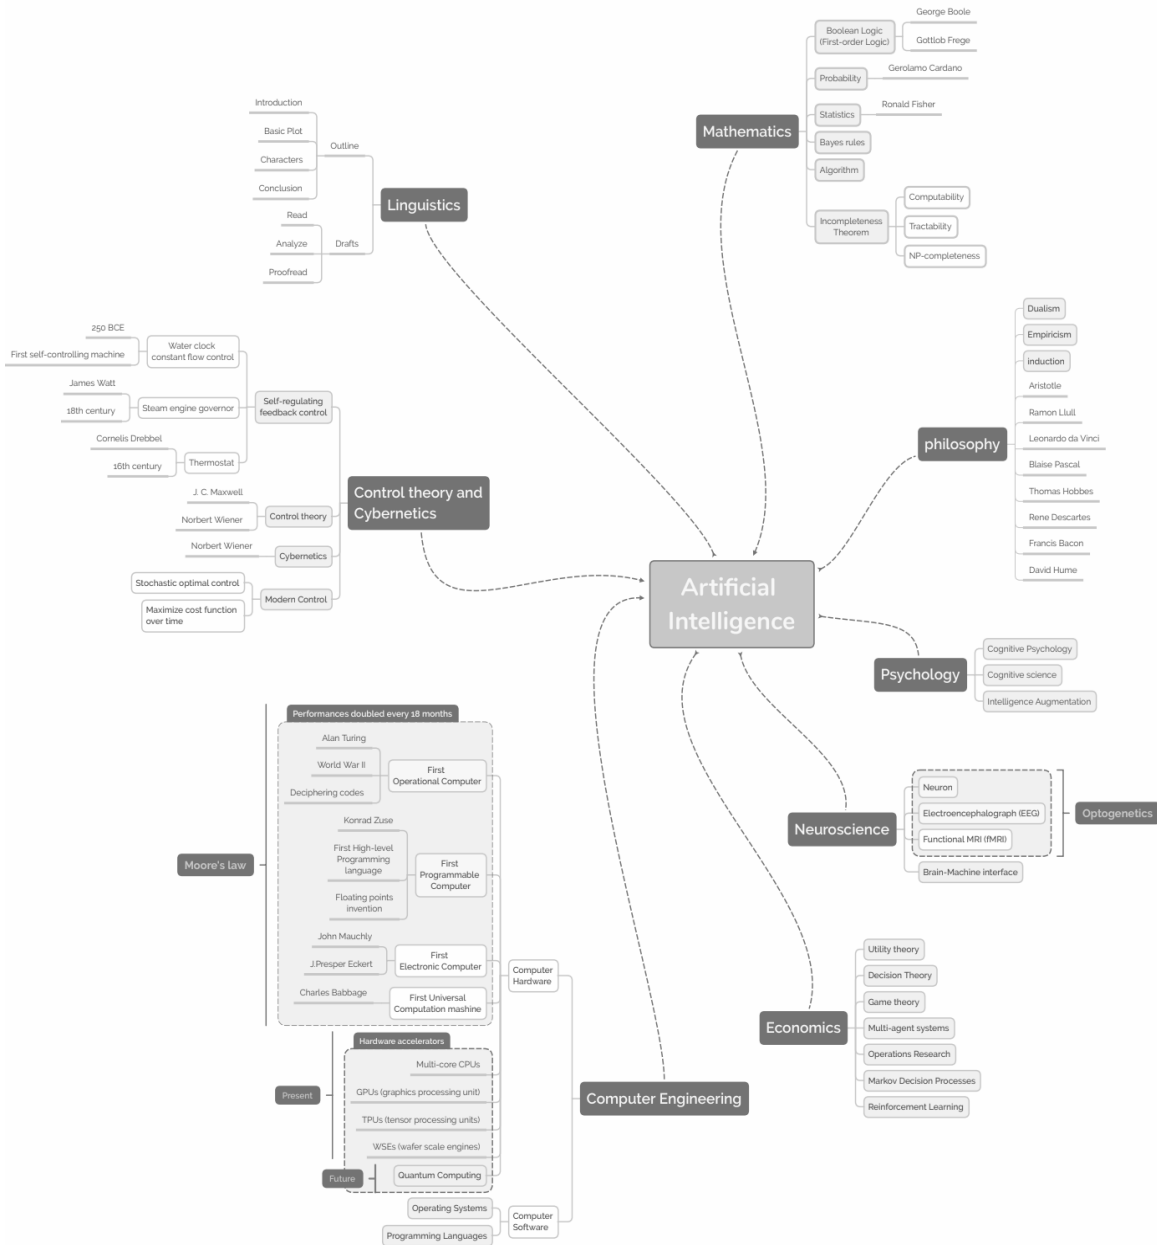 George Boole
Boolean Logic
(First-order Logic)
Gottlob Frege
Gerolamo Cardano
Probability
Ronald Fisher
Statistics
Mathematics
Bayes rules
Algorithm
Computability
Incompleteness
Theorem
Tractability
NP-completeness
Introduction
Basic Plot
Outline
Characters
Conclusion
Linguistics
Read
Analyze
Drafts
Proofread
Dualism
Empiricism
induction
Aristotle
Ramon Llull
philosophy
Leonardo da Vinci
Blaise Pascal
Thomas Hobbes
Rene Descartes
Francis Bacon
David Hume
250 BCE
Water clock
constant flow control
First self-controlling machine
James Watt
Steam engine governor
18th century
Self-regulating
feedback control
Cornelis Drebbel
Thermostat
16th century
Control theory and
Cybernetics
J. C. Maxwell
Control theory
Norbert Wiener
Norbert Wiener
Cybernetics
Stochastic optimal control
Modern Control
Maximize cost function
over time
Artificial
Intelligence
Cognitive Psychology
Psychology
Cognitive science
Intelligence Augmentation
Neuron
Electroencephalograph (EEG)
Optogenetics
Neuroscience
Functional MRI (fMRI)
Brain-Machine interface
Utility theory
Decision Theory
Game theory
Economics
Multi-agent systems
Operations Research
Markov Decision Processes
Reinforcement Learning
Performances doubled every 18 months
Alan Turing
World War II
First
Operational Computer
Deciphering codes
Konrad Zuse
First High-level
Programming
language
First
Programmable
Computer
Moore's law
Floating points
invention
John Mauchly
First
Electronic Computer
J.Presper Eckert
Computer
Hardware
Charles Babbage
First Universal
Computation mashine
Hardware accelerators
Multi-core CPUs
Present
GPUs (graphics processing unit)
Computer Engineering
TPUs (tensor processing units)
WSEs (wafer scale engines)
Future
Quantum Computing
Operating Systems
Computer
Software
Programming Languages